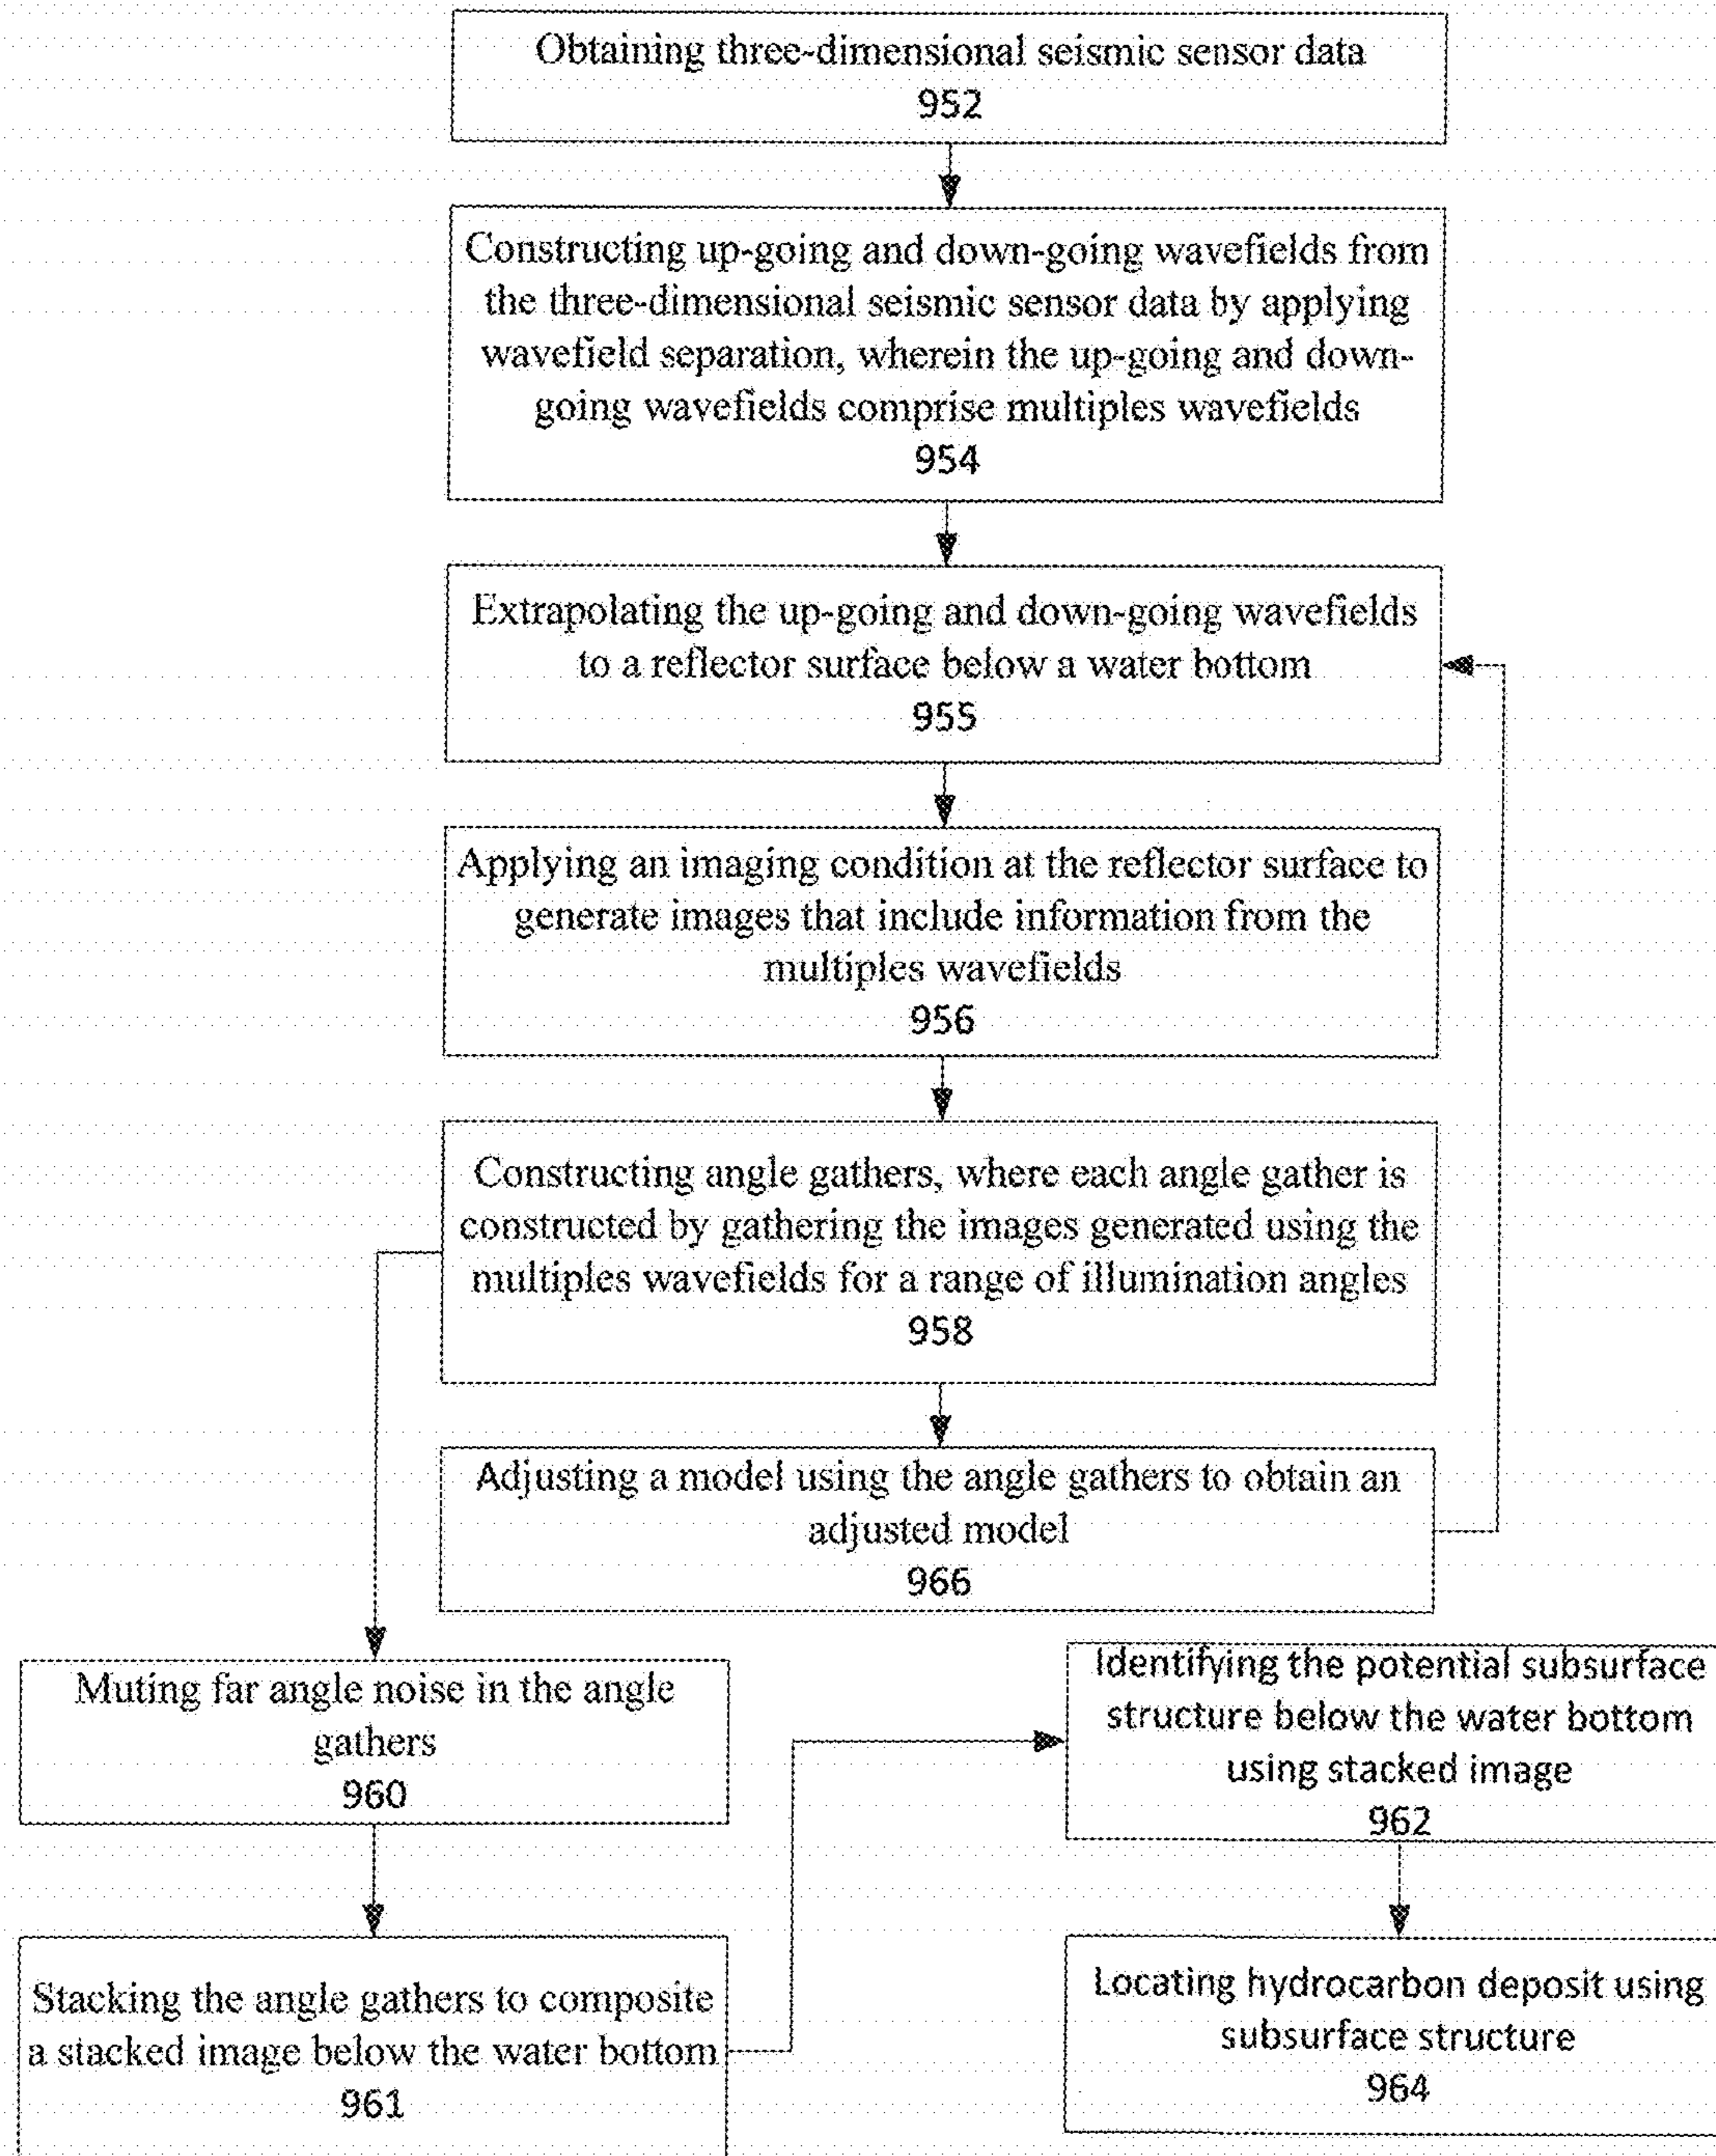 Obtaining three-dimensional seismic sensor data
952
Constructing up-going and down-going wavefields from
the three-dimensional seismic sensor data by applying
wavefield separation, wherein the up-going and down-
going wavefields comprise multiples wavefields
954
Extrapolating the up-going and down-going wavefields
to a reflector surface below a water bottom
955
Applying an imaging condition at the reflector surface to
generate images that include information from the
multiples wavefields
956
Constructing angle gathers, where each angle gather is
constructed by gathering the images generated using the
multiples wavefields for a range of illumination angles
958
Adjusting a model using the angle gathers to obtain an
adjusted model
966
Muting far angle noise in the angle
gathers
960
Stacking the angle gathers to composite
a stacked image below the water bottom
961
Identifying the potential subsurface
structure below the water bottom
using stacked image
962
Locating hydrocarbon deposit using
subsurface structure
964